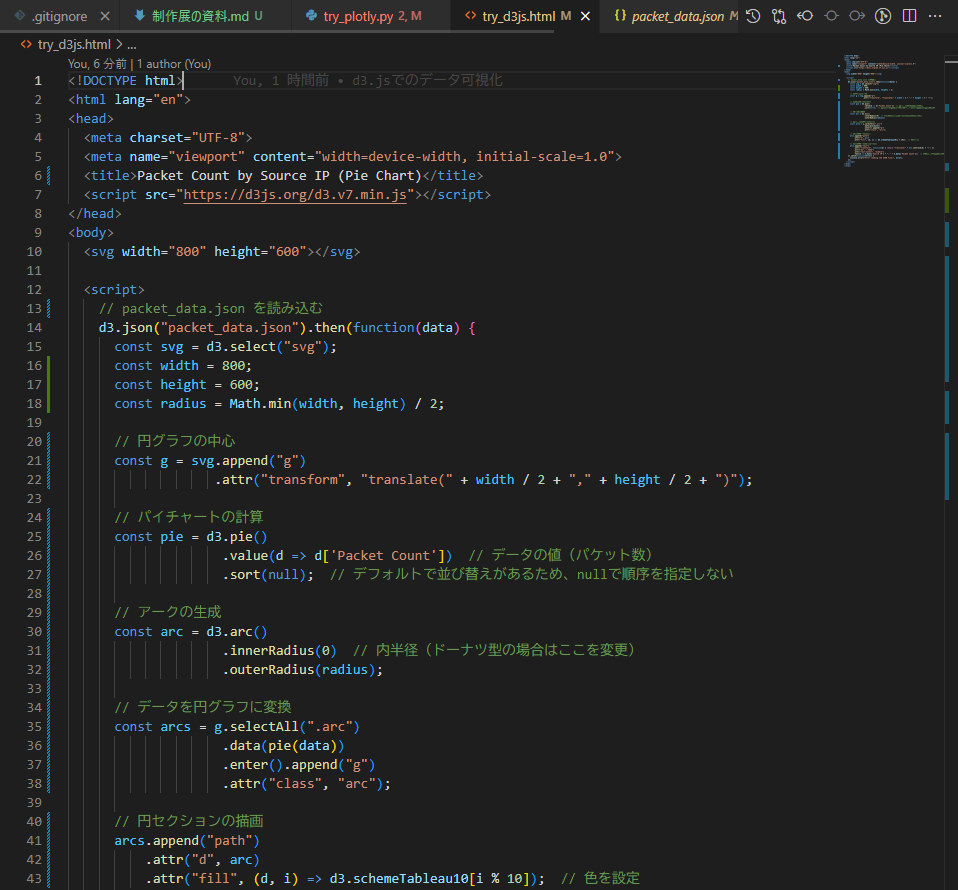 .gitignore 制作展の資料.md U try_plotly.py 2, M try_d3js.html M {} packet_data.json M
try_d3js.html > ...
You, 6 分前 | 1 author (You)
1 <!DOCTYPE html> You, 1 時間前 • d3.jsでのデータ可視化
2 <html lang="en">
3 <head>
4 <meta charset="UTF-8">
5 <meta name="viewport" content="width=device-width, initial-scale=1.0">
6 <title>Packet Count by Source IP (Pie Chart)</title>
7 <script src="https://d3js.org/d3.v7.min.js"></script>
8 </head>
9 <body>
10 <svg width="800" height="600"></svg>
11
12 <script>
13 // packet_data.json を読み込む
14 d3.json("packet_data.json").then(function(data) {
15 const svg = d3.select("svg");
16 const width = 800;
17 const height = 600;
18 const radius = Math.min(width, height) / 2;
19
20 // 円グラフの中心
21 const g = svg.append("g")
22 .attr("transform", "translate(" + width / 2 + "," + height / 2 + ")");
23
24 // パイチャートの計算
25 const pie = d3.pie()
26 .value(d => d['Packet Count']) // データの値（パケット数）
27 .sort(null); // デフォルトで並び替えがあるため、nullで順序を指定しない
28
29 // アークの生成
30 const arc = d3.arc()
31 .innerRadius(0) // 内半径（ドーナツ型の場合はここを変更）
32 .outerRadius(radius);
33
34 // データを円グラフに変換
35 const arcs = g.selectAll(".arc")
36 .data(pie(data))
37 .enter().append("g")
38 .attr("class", "arc");
39
40 // 円セクションの描画
41 arcs.append("path")
42 .attr("d", arc)
43 .attr("fill", (d, i) => d3.schemeTableau10[i % 10]); // 色を設定